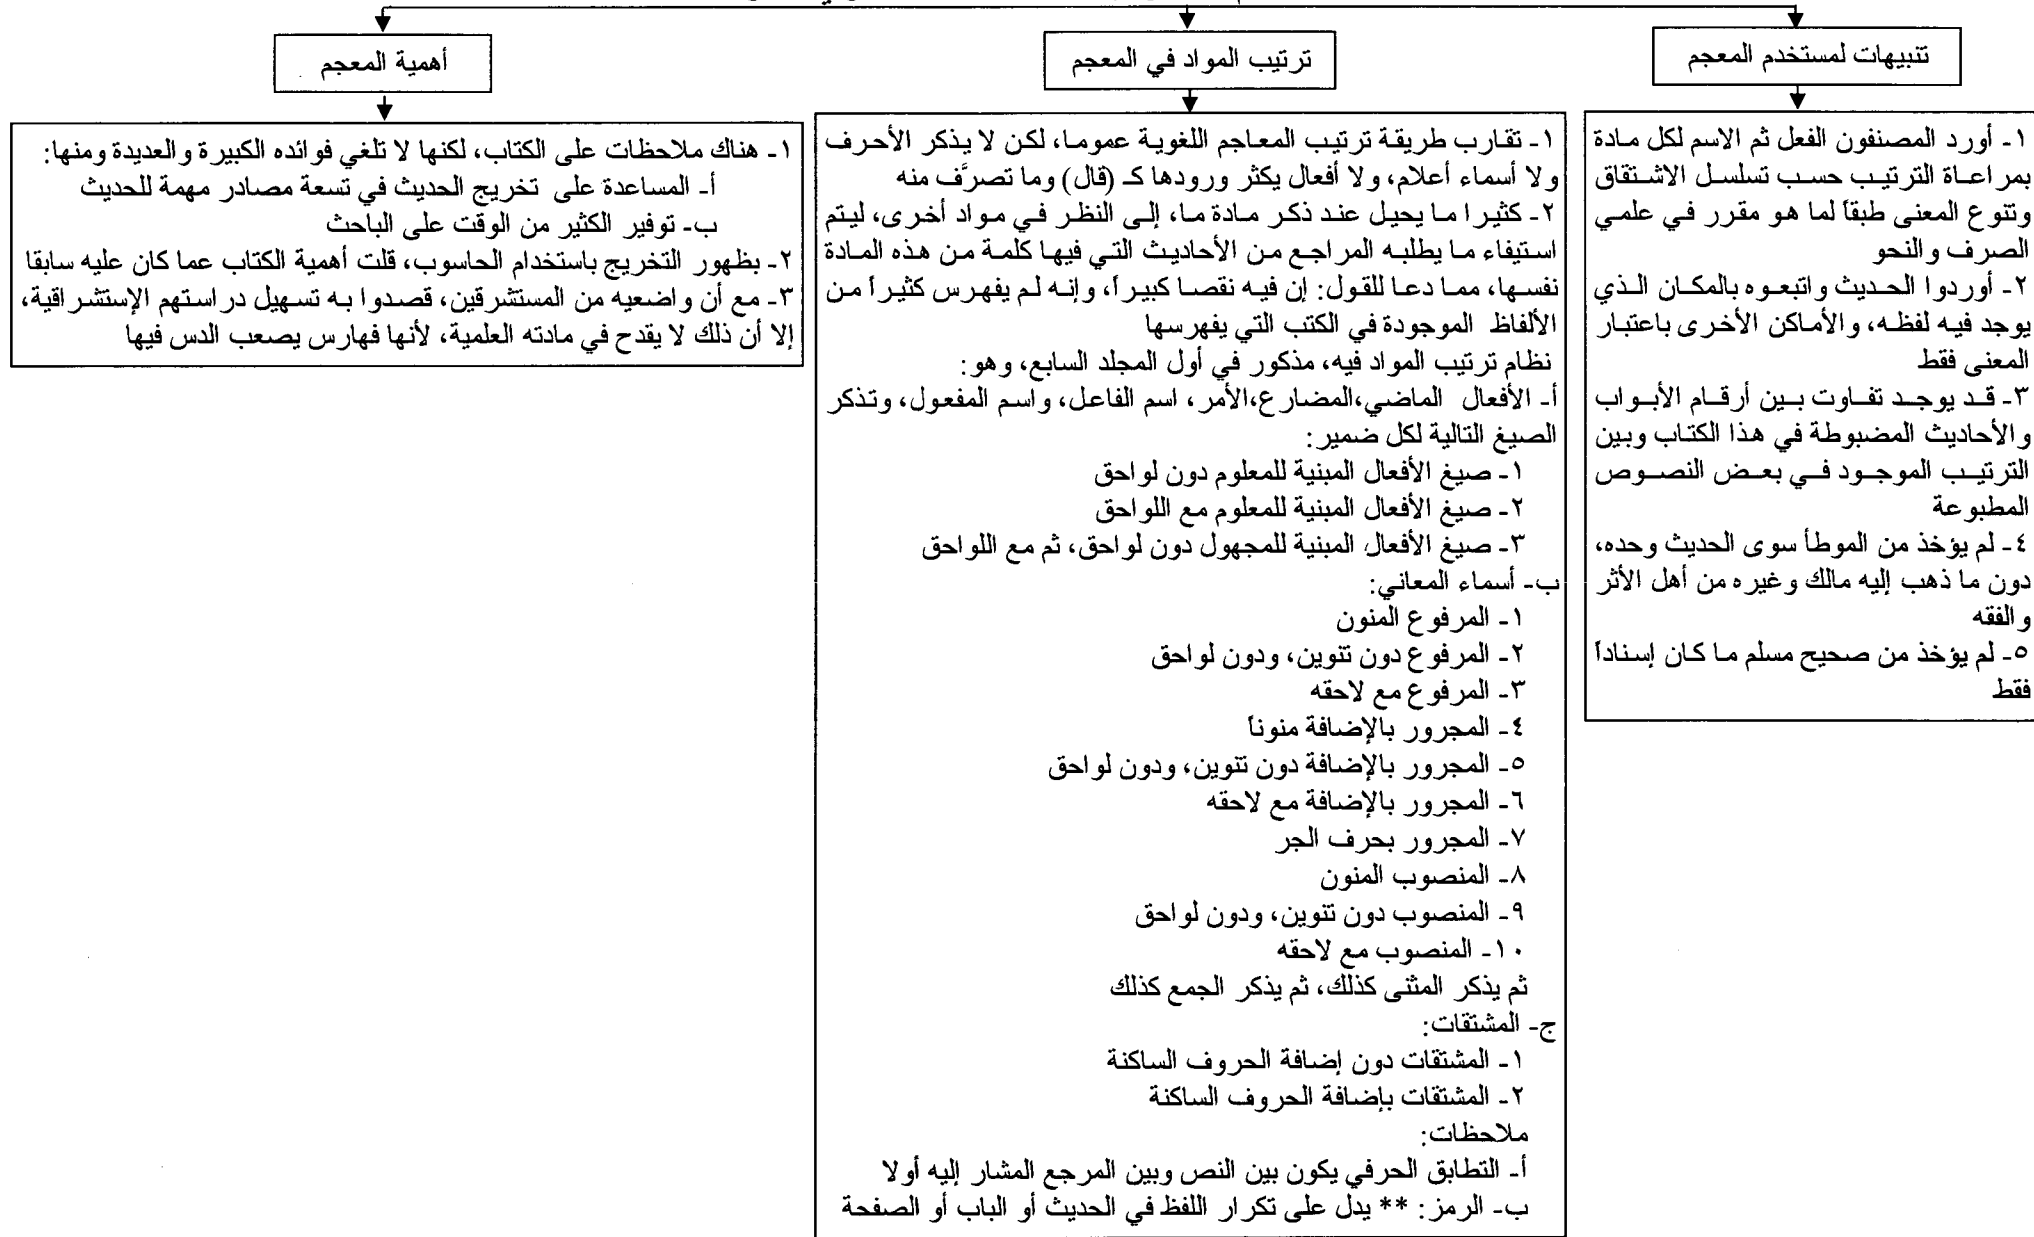 تنبيهات لمستخدم المعجم
١- أورد المصنفون الفعل ثم الاسم لكل مادة
بمراعاة الترتيب حسب تسلسل الاشتقاق
وتنوع المعنى طبقاً لما هو مقرر في علمي
الصرف والنحو
٢- أوردوا الحديث واتبعوه بالمكان الذي
يوجد فيه لفظه، والأماكن الأخرى باعتبار
المعنى فقط
٣- قد يوجد تفاوت بين أرقام الأبواب
والأحاديث المضبوطة في هذا الكتاب وبين
الترتيب الموجود في بعض النصوص
المطبوعة
٤- لم يؤخذ من الموطأ سوى الحديث وحده،
دون ما ذهب إليه مالك وغيره من أهل الأثر
والفقه
٥- لم يؤخذ من صحيح مسلم ما كان إسناداً
فقط
ترتيب المواد في المعجم
١- تقارب طريقة ترتيب المعاجم اللغوية عموما، لكن لا يذكر الأحرف
ولا أسماء أعلام، ولا أفعال يكثر ورودها كـ (قال) وما تصرَّف منه
٢- كثيرا ما يحيل عند ذكر مادة ما، إلى النظر في مواد أخرى، ليتم
استيفاء ما يطلبه المراجع من الأحاديث التي فيها كلمة من هذه المادة
نفسها، مما دعا للقول: إن فيه نقصا كبيراً، وإنه لم يفهرس كثيراً من
الألفاظ الموجودة في الكتب التي يفهرسها
نظام ترتيب المواد فيه، مذكور في أول المجلد السابع، وهو:
أ- الأفعال الماضي،المضارع،الأمر، اسم الفاعل، واسم المفعول، وتذكر
الصيغ التالية لكل ضمير:
١- صيغ الأفعال المبنية للمعلوم دون لواحق
٢- صيغ الأفعال المبنية للمعلوم مع اللواحق
٣- صيغ الأفعال المبنية للمجهول دون لواحق، ثم مع اللواحق
ب- أسماء المعاني:
١- المرفوع المنون
٢- المرفوع دون تنوين، ودون لواحق
٣- المرفوع مع لاحقه
٤- المجرور بالإضافة منوناً
٥- المجرور بالإضافة دون تنوين، ودون لواحق
٦- المجرور بالإضافة مع لاحقه
٧- المجرور بحرف الجر
٨- المنصوب المنون
٩- المنصوب دون تنوين، ودون لواحق
١٠- المنصوب مع لاحقه
ثم يذكر المثنى كذلك، ثم يذكر الجمع كذلك
ج- المشتقات:
١- المشتقات دون إضافة الحروف الساكنة
٢- المشتقات بإضافة الحروف الساكنة
ملاحظات:
أ- التطابق الحرفي يكون بين النص وبين المرجع المشار إليه أولا
ب- الرمز: ** يدل على تكرار اللفظ في الحديث أو الباب أو الصفحة
أهمية المعجم
١- هناك ملاحظات على الكتاب، لكنها لا تلغي فوائده الكبيرة والعديدة ومنها:
أ- المساعدة على تخريج الحديث في تسعة مصادر مهمة للحديث
ب- توفير الكثير من الوقت على الباحث
٢- بظهور التخريج باستخدام الحاسوب، قلت أهمية الكتاب عما كان عليه سابقا
٣- مع أن واضعيه من المستشرقين، قصدوا به تسهيل دراستهم الإستشراقية،
إلا أن ذلك لا يقدح في مادته العلمية، لأنها فهارس يصعب الدس فيها